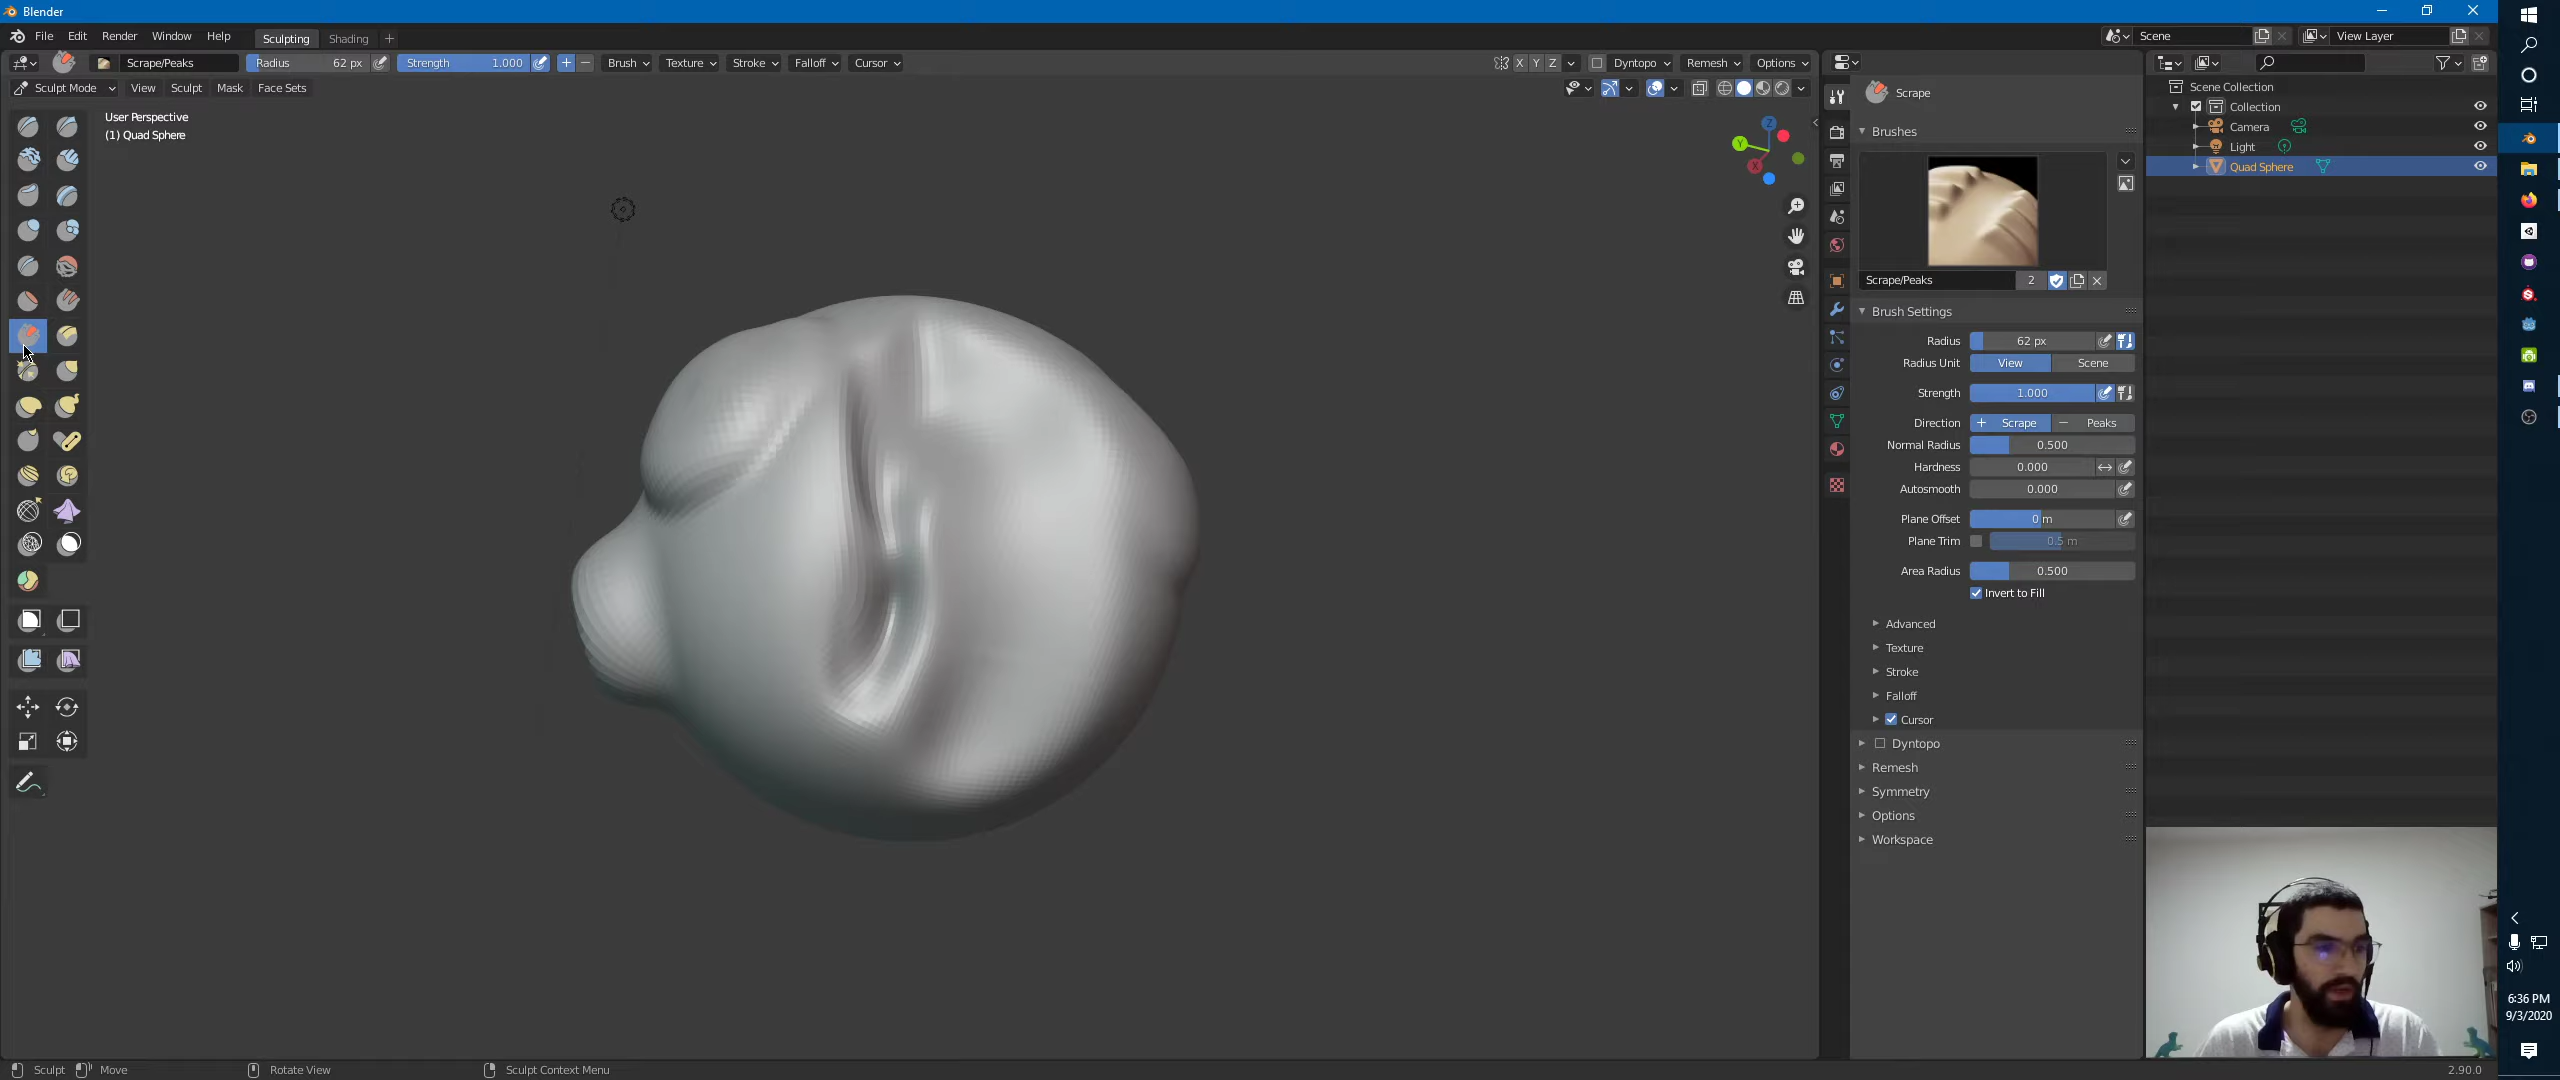 Blender
File Edit Render Window Help Sculpting Shading + Scene View Layer
Scrape/Peaks Radius 62 px Strength 1.000 + − Brush Texture Stroke Falloff Cursor X Y Z Dyntopo Remesh Options
Sculpt Mode View Sculpt Mask Face Sets
User Perspective
(1) Quad Sphere
Z
Y
X
Scrape
Brushes
Scrape/Peaks 2
Brush Settings
Radius 62 px
Radius Unit View Scene
Strength 1.000
Direction + Scrape − Peaks
Normal Radius 0.500
Hardness 0.000
Autosmooth 0.000
Plane Offset 0 m
Plane Trim 0.5 m
Area Radius 0.500
Invert to Fill
Advanced
Texture
Stroke
Falloff
Cursor
Dyntopo
Remesh
Symmetry
Options
Workspace
Scene Collection
Collection
Camera
Light
Quad Sphere
6:36 PM
9/3/2020
Sculpt Move Rotate View Sculpt Context Menu 2.90.0